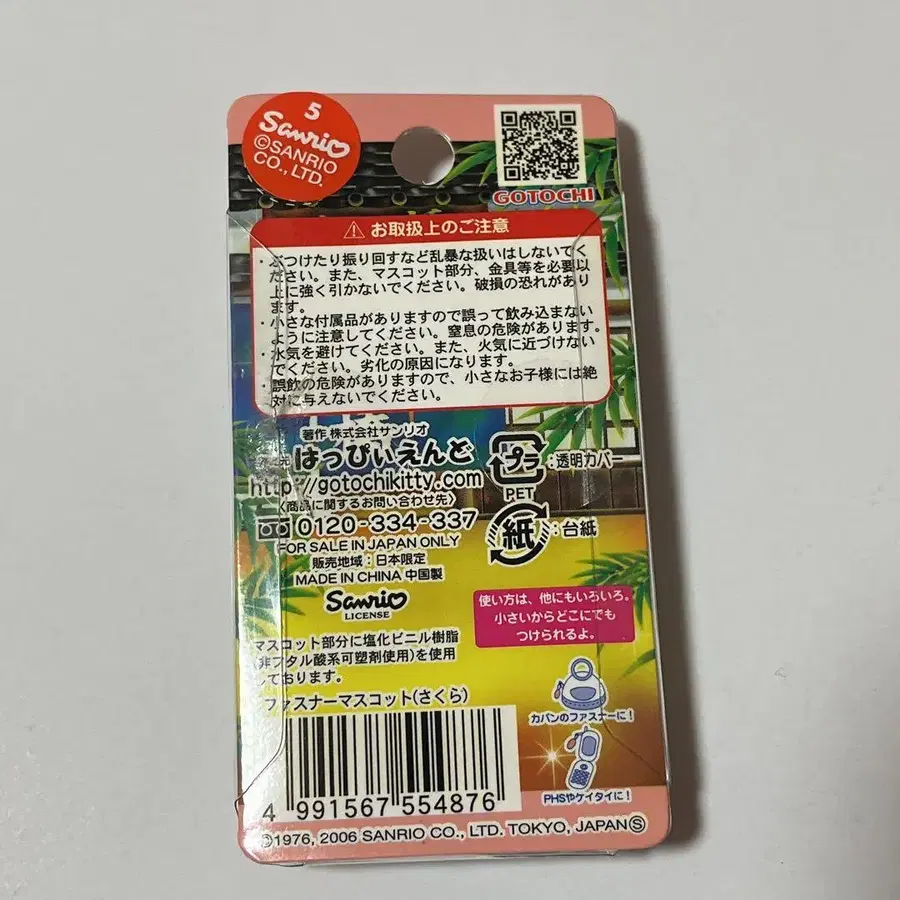 5
Sanrio
©SANRIO
CO., LTD.
GOTOCHI
⚠ お取扱上のご注意
・ぶつけたり振り回すなど乱暴な扱いはしないでく
ださい。また、マスコット部分、金具等を必要以
上に強く引かないでください。破損の恐れがあり
ます。
・小さな付属品がありますので誤って飲み込まない
ように注意してください。窒息の危険があります。
・水気を避けてください。また、火気に近づけない
でください。劣化の原因になります。
・誤飲の危険がありますので、小さなお子様には絶
対に与えないでください。
著作 株式会社サンリオ
はっぴぃえんど
http://gotochikitty.com
〈商品に関するお問い合わせ先〉
0120-334-337
FOR SALE IN JAPAN ONLY
販売地域:日本限定
MADE IN CHINA 中国製
Sanrio
LICENSE
プラ:透明カバー
PET
紙:台紙
使い方は、他にもいろいろ。
小さいからどこにでも
つけられるよ。
マスコット部分に塩化ビニル樹脂
(非フタル酸系可塑剤使用)を使用
しております。
ファスナーマスコット(さくら)
カバンのファスナーに!
PHSやケイタイに!
4 991567 554876
©1976, 2006 SANRIO CO., LTD. TOKYO, JAPAN Ⓢ